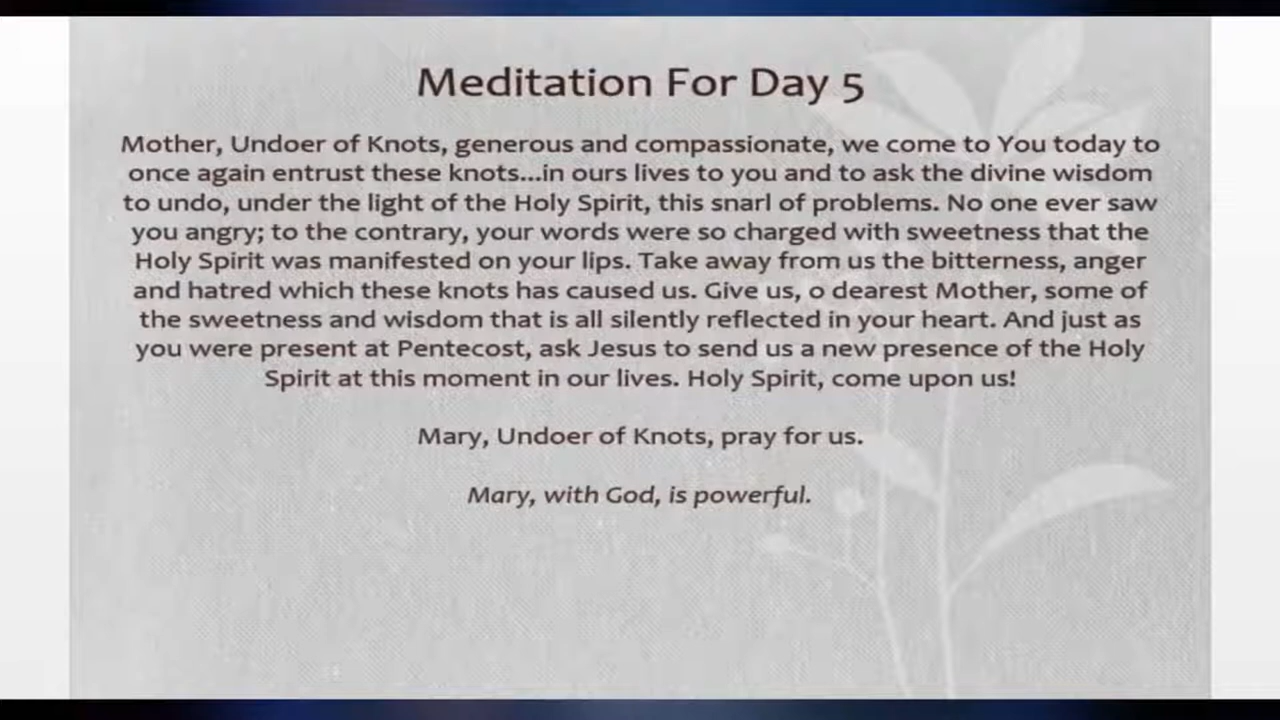 Meditation For Day 5
Mother, Undoer of Knots, generous and compassionate, we come to You today to
once again entrust these knots...in ours lives to you and to ask the divine wisdom
to undo, under the light of the Holy Spirit, this snarl of problems. No one ever saw
you angry; to the contrary, your words were so charged with sweetness that the
Holy Spirit was manifested on your lips. Take away from us the bitterness, anger
and hatred which these knots has caused us. Give us, o dearest Mother, some of
the sweetness and wisdom that is all silently reflected in your heart. And just as
you were present at Pentecost, ask Jesus to send us a new presence of the Holy
Spirit at this moment in our lives. Holy Spirit, come upon us!
Mary, Undoer of Knots, pray for us.
Mary, with God, is powerful.